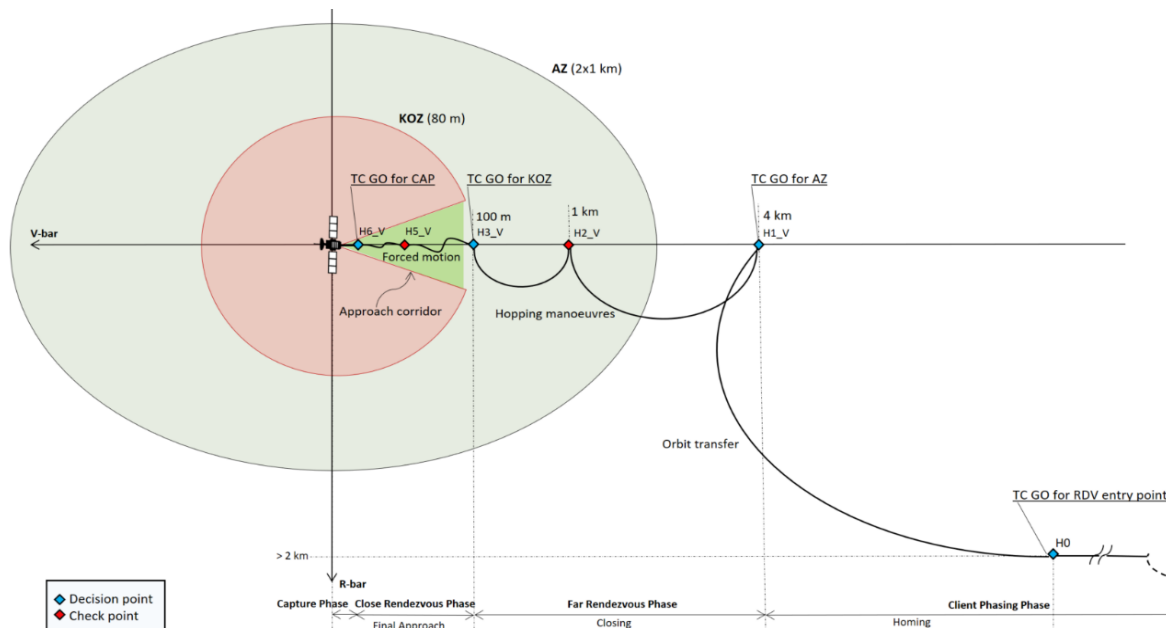 AZ (2x1 km)
KOZ (80 m)
TC GO for CAP
TC GO for KOZ
TC GO for AZ
100 m
1 km
4 km
H6_V
H5_V
H3_V
H2_V
H1_V
V-bar
Forced motion
Approach corridor
Hopping manoeuvres
Orbit transfer
TC GO for RDV entry point
H0
> 2 km
R-bar
Decision point
Check point
Capture Phase
Close Rendezvous Phase
Far Rendezvous Phase
Client Phasing Phase
Final Approach
Closing
Homing